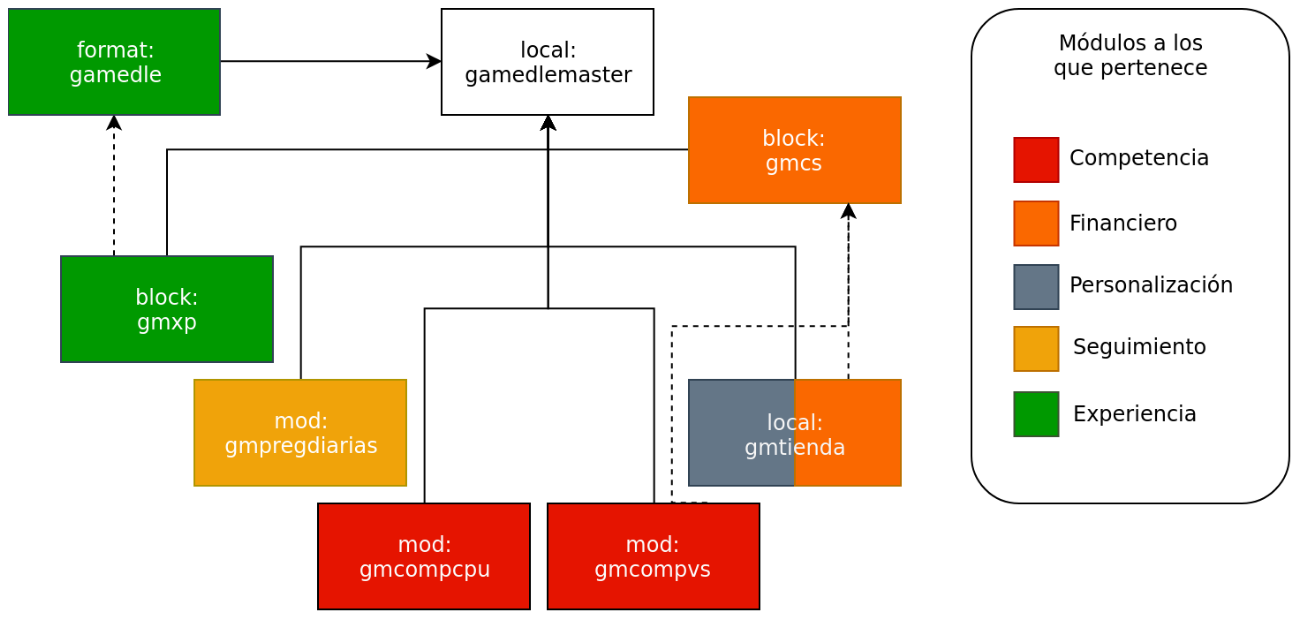 format:
gamedle
local:
gamedlemaster
block:
gmcs
block:
gmxp
mod:
gmpregdiarias
local:
gmtienda
mod:
gmcompcpu
mod:
gmcompvs
Módulos a los
que pertenece
Competencia
Financiero
Personalización
Seguimiento
Experiencia